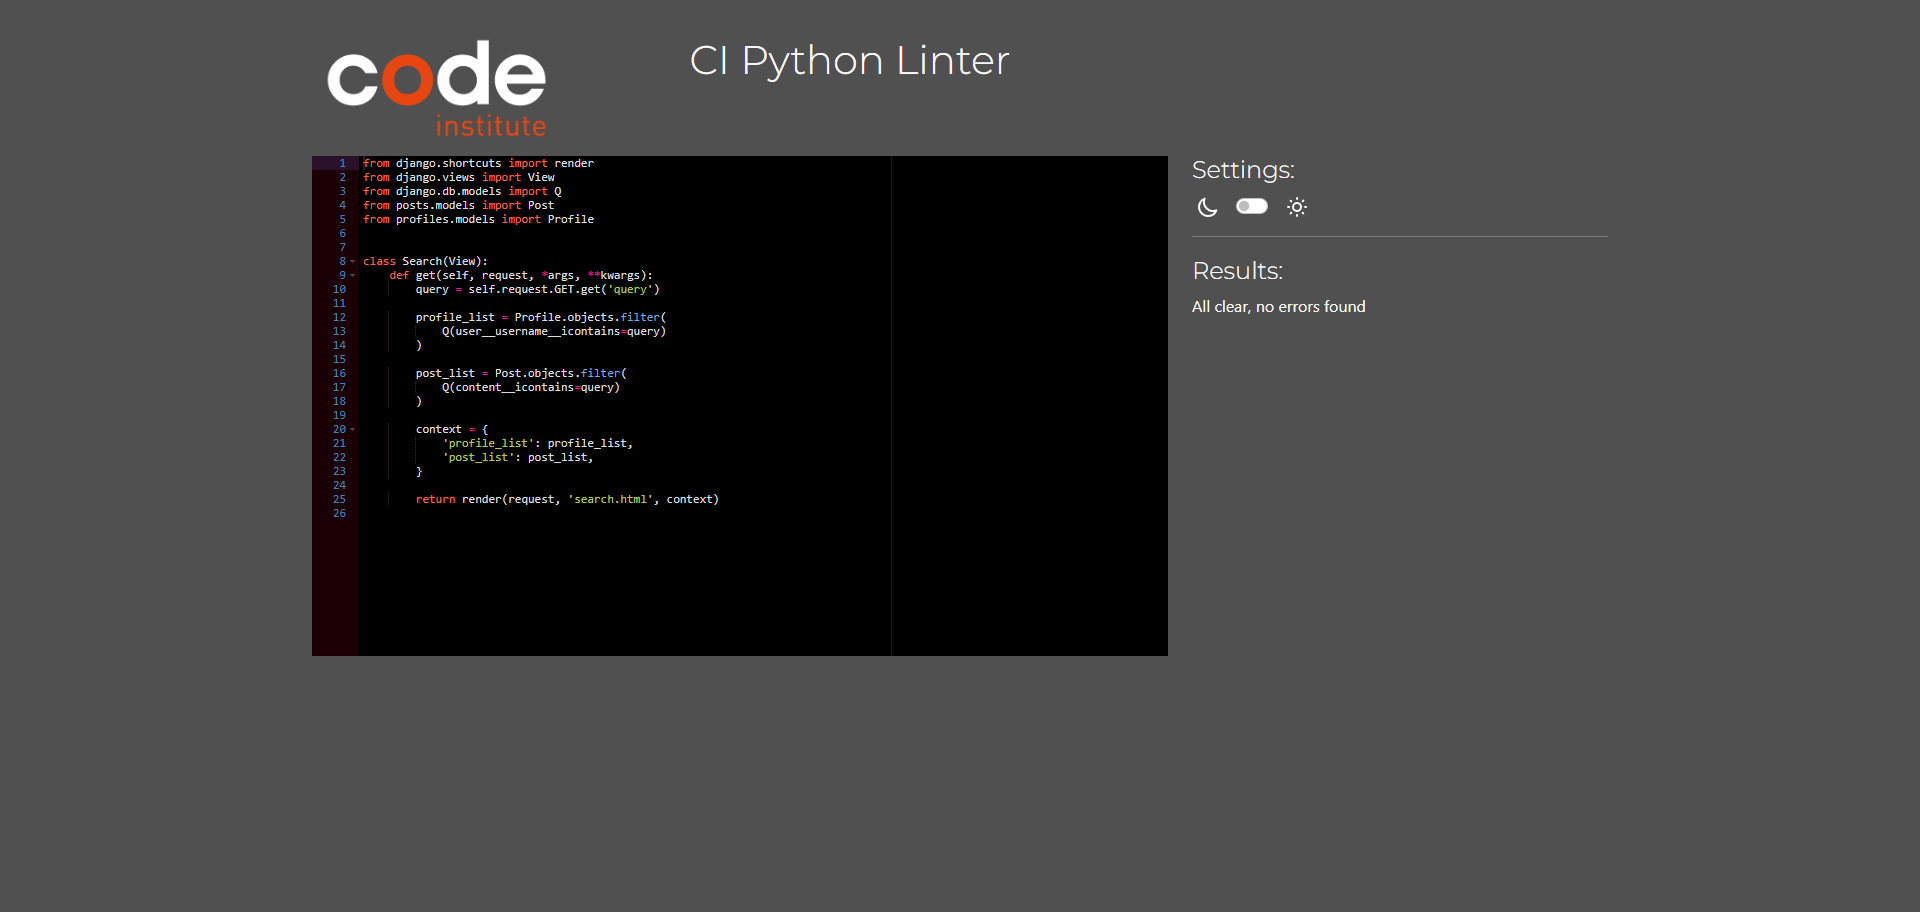 code
institute
CI Python Linter
1 from django.shortcuts import render
2 from django.views import View
3 from django.db.models import Q
4 from posts.models import Post
5 from profiles.models import Profile
6
7
8 class Search(View):
9     def get(self, request, *args, **kwargs):
10         query = self.request.GET.get('query')
11
12         profile_list = Profile.objects.filter(
13             Q(user__username__icontains=query)
14         )
15
16         post_list = Post.objects.filter(
17             Q(content__icontains=query)
18         )
19
20         context = {
21             'profile_list': profile_list,
22             'post_list': post_list,
23         }
24
25         return render(request, 'search.html', context)
26
Settings:
Results:
All clear, no errors found